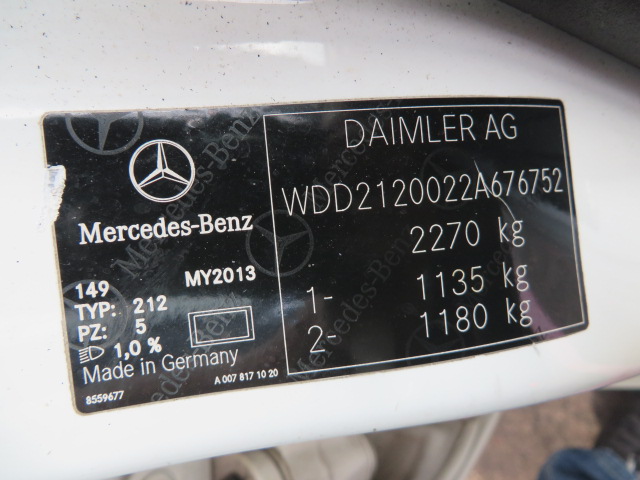 Mercedes-Benz
149 MY2013
TYP: 212
PZ: 5
1,0 %
Made in Germany
8559677 A 007 817 10 20
DAIMLER AG
WDD2120022A676752
2270 kg
1- 1135 kg
2- 1180 kg